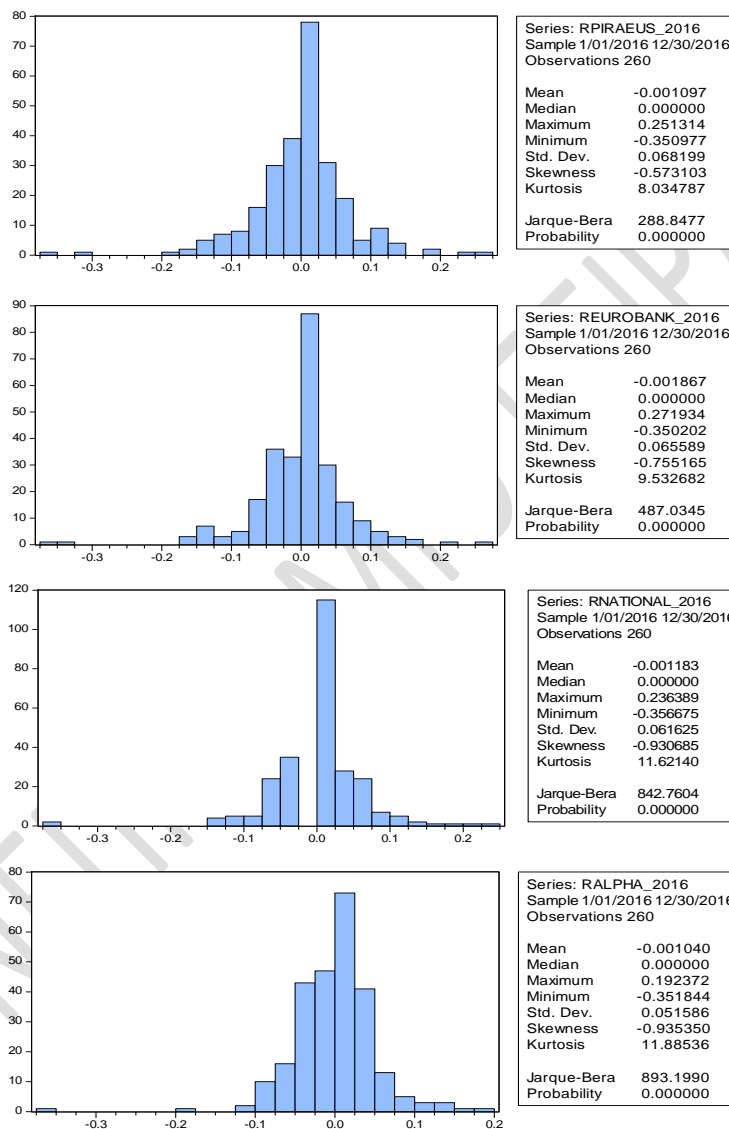 80
70
60
50
40
30
20
10
0
-0.3 -0.2 -0.1 0.0 0.1 0.2
Series: RPIRAEUS_2016
Sample 1/01/2016 12/30/2016
Observations 260
Mean -0.001097
Median 0.000000
Maximum 0.251314
Minimum -0.350977
Std. Dev. 0.068199
Skewness -0.573103
Kurtosis 8.034787
Jarque-Bera 288.8477
Probability 0.000000
90
80
70
60
50
40
30
20
10
0
-0.3 -0.2 -0.1 0.0 0.1 0.2
Series: REUROBANK_2016
Sample 1/01/2016 12/30/2016
Observations 260
Mean -0.001867
Median 0.000000
Maximum 0.271934
Minimum -0.350202
Std. Dev. 0.065589
Skewness -0.755165
Kurtosis 9.532682
Jarque-Bera 487.0345
Probability 0.000000
120
100
80
60
40
20
0
-0.3 -0.2 -0.1 0.0 0.1 0.2
Series: RNATIONAL_2016
Sample 1/01/2016 12/30/2016
Observations 260
Mean -0.001183
Median 0.000000
Maximum 0.236389
Minimum -0.356675
Std. Dev. 0.061625
Skewness -0.930685
Kurtosis 11.62140
Jarque-Bera 842.7604
Probability 0.000000
80
70
60
50
40
30
20
10
0
-0.3 -0.2 -0.1 0.0 0.1 0.2
Series: RALPHA_2016
Sample 1/01/2016 12/30/2016
Observations 260
Mean -0.001040
Median 0.000000
Maximum 0.192372
Minimum -0.351844
Std. Dev. 0.051586
Skewness -0.935350
Kurtosis 11.88536
Jarque-Bera 893.1990
Probability 0.000000